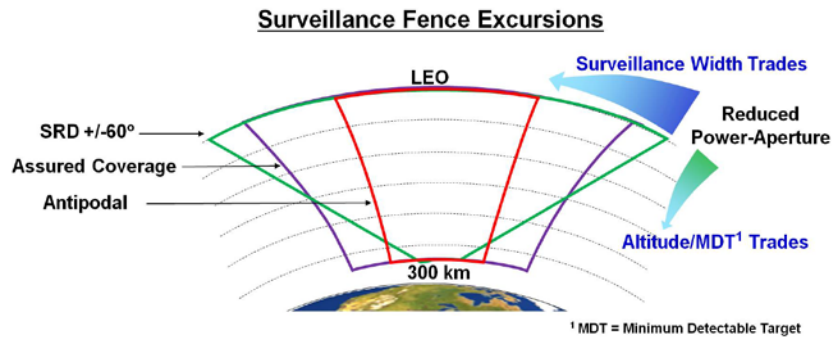 Surveillance Fence Excursions
LEO
Surveillance Width Trades
SRD +/-60º
Reduced
Power-Aperture
Assured Coverage
Antipodal
Altitude/MDT¹ Trades
300 km
¹ MDT = Minimum Detectable Target